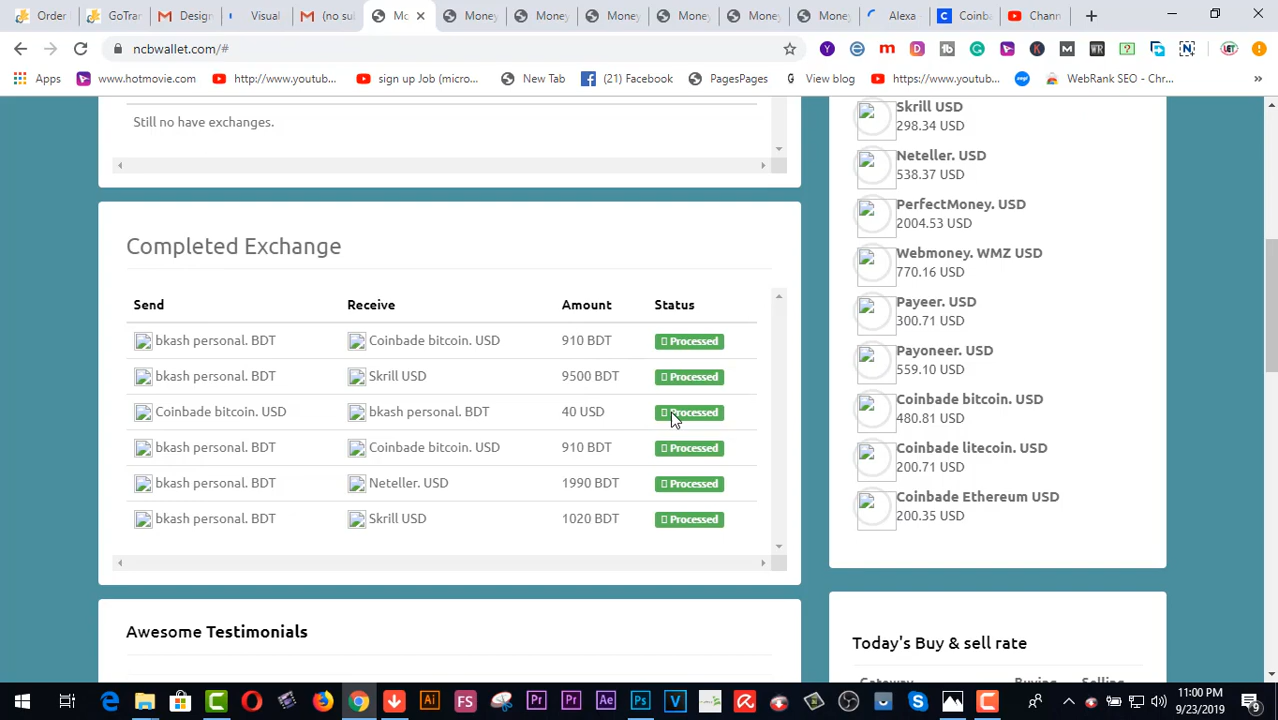 Order
GoTran
Design
Visual
(no su
Mo
Money
Money
Money
Money
Money
Money
Alexa
Coinb
Chann
ncbwallet.com/#
Apps
www.hotmovie.com
http://www.youtub...
sign up Job (micro...
New Tab
(21) Facebook
PregesPages
View blog
https://www.youtub...
WebRank SEO - Chr...
Still no have exchanges.
Completed Exchange
Send Receive Amount Status
bkash personal. BDT Coinbade bitcoin. USD 910 BDT Processed
bkash personal. BDT Skrill USD 9500 BDT Processed
Coinbade bitcoin. USD bkash personal. BDT 40 USD Processed
bkash personal. BDT Coinbade bitcoin. USD 910 BDT Processed
bkash personal. BDT Neteller. USD 1990 BDT Processed
bkash personal. BDT Skrill USD 1020 BDT Processed
Awesome Testimonials
Skrill USD
298.34 USD
Neteller. USD
538.37 USD
PerfectMoney. USD
2004.53 USD
Webmoney. WMZ USD
770.16 USD
Payeer. USD
300.71 USD
Payoneer. USD
559.10 USD
Coinbade bitcoin. USD
480.81 USD
Coinbade litecoin. USD
200.71 USD
Coinbade Ethereum USD
200.35 USD
Today's Buy & sell rate
Gateway Buying Selling
11:00 PM
9/23/2019